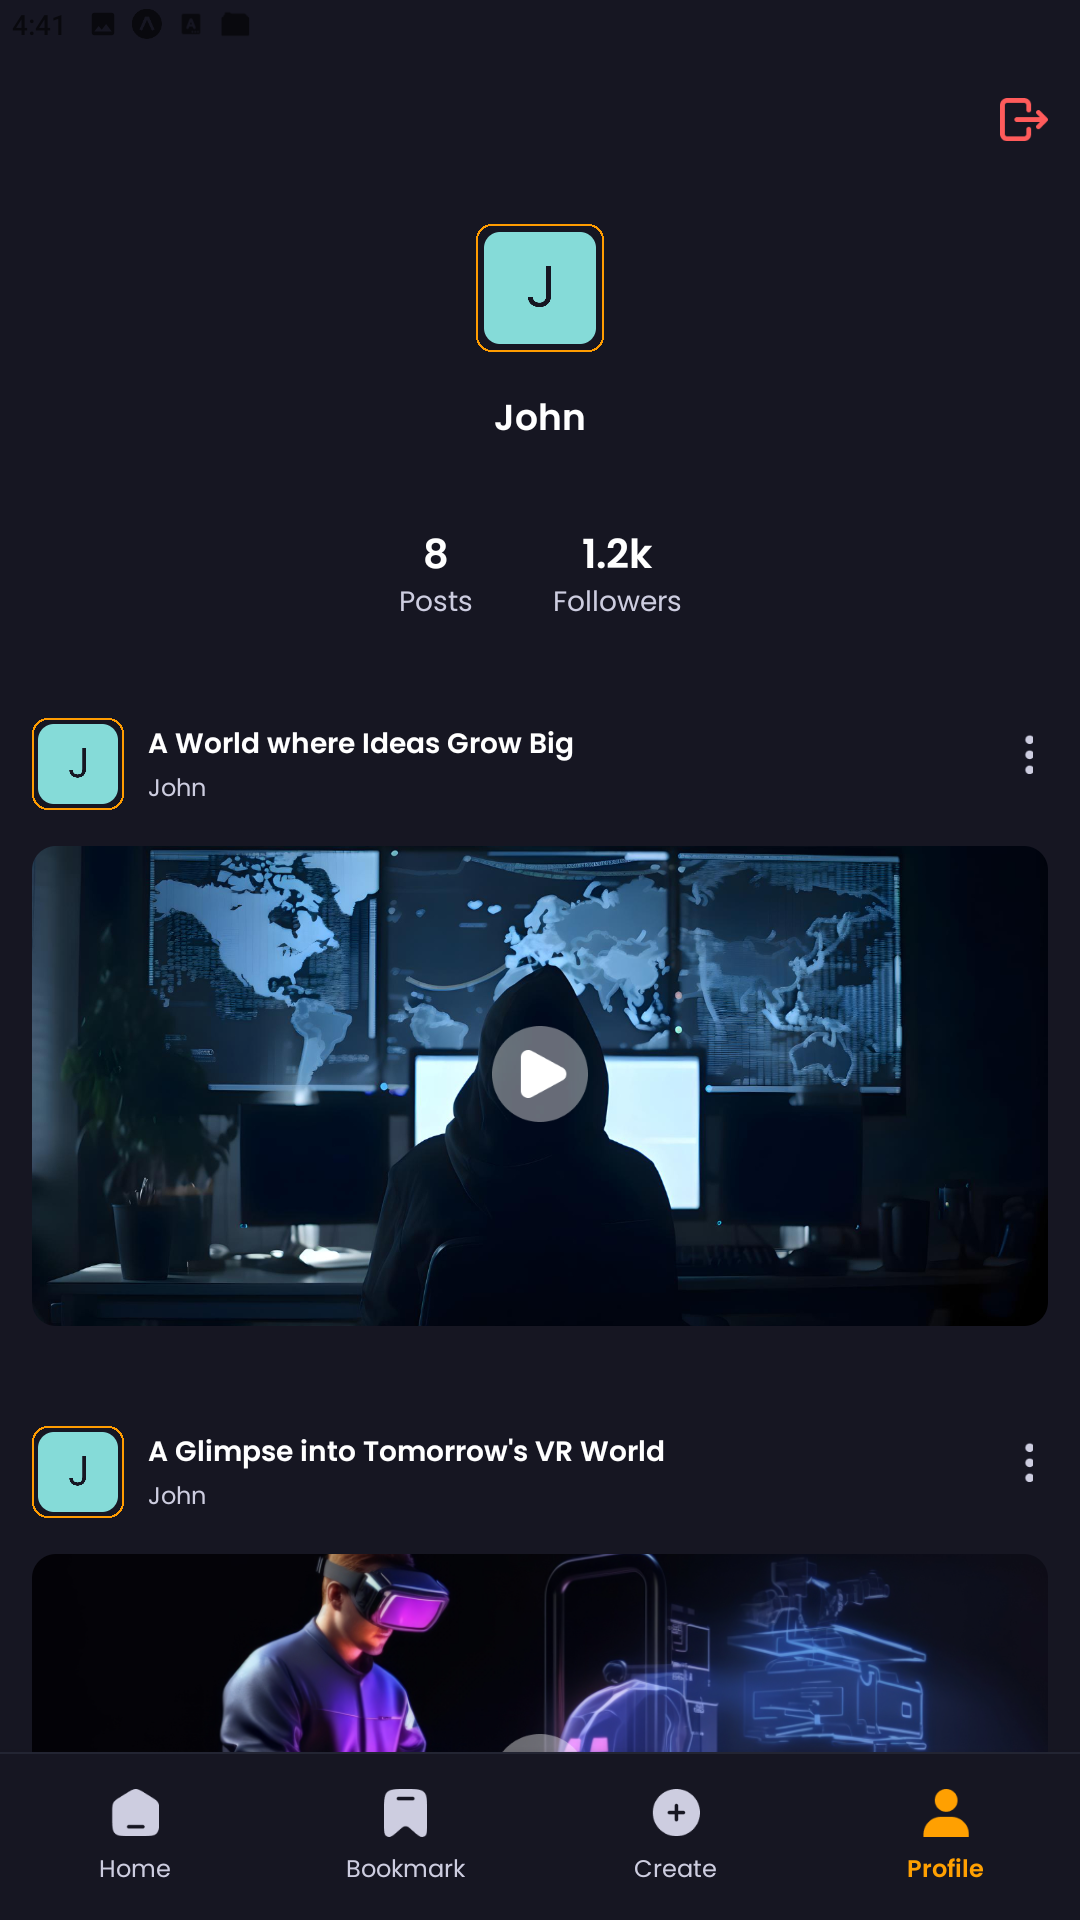 4:41
J
John
8 1.2k
Posts Followers
J
A World where Ideas Grow Big
John
J
A Glimpse into Tomorrow's VR World
John
Home Bookmark Create Profile